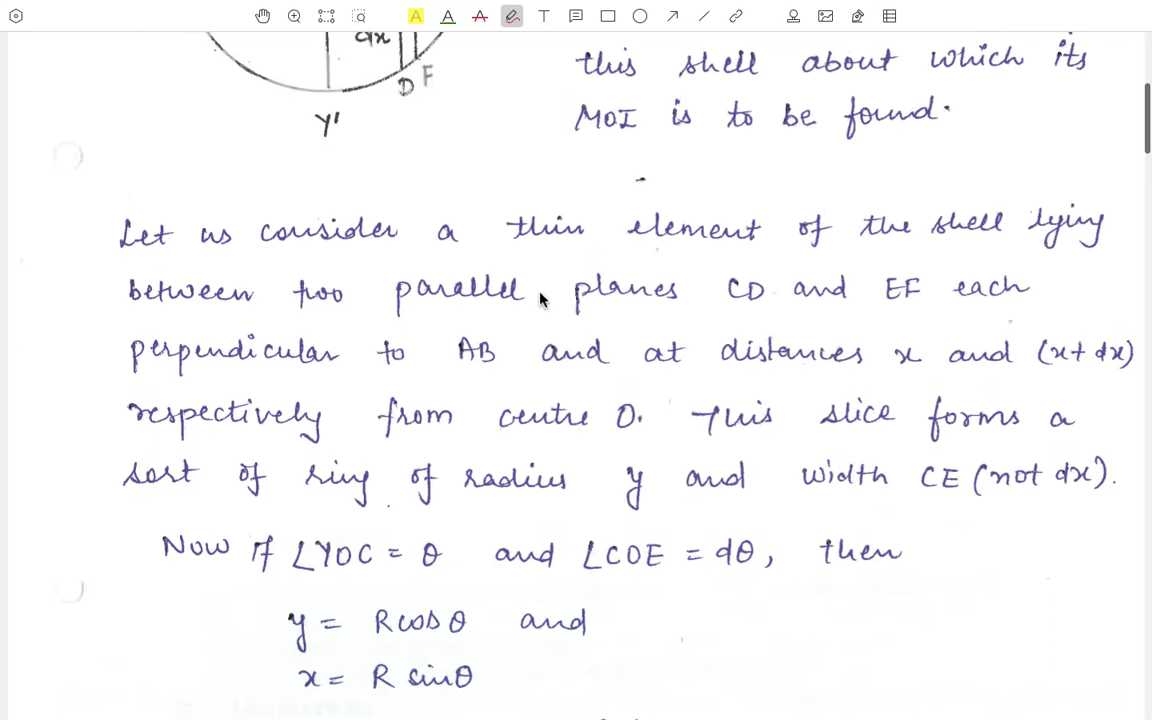 dx
D F
Y'
this shell about which its
MOI is to be found.
Let us consider a thin element of the shell lying
between two parallel planes CD and EF each
perpendicular to AB and at distances x and (x+dx)
respectively from centre O. This slice forms a
sort of ring of radius y and width CE (not dx).
Now if ∠YOC = θ and ∠COE = dθ, then
y = R cos θ and
x = R sinθ